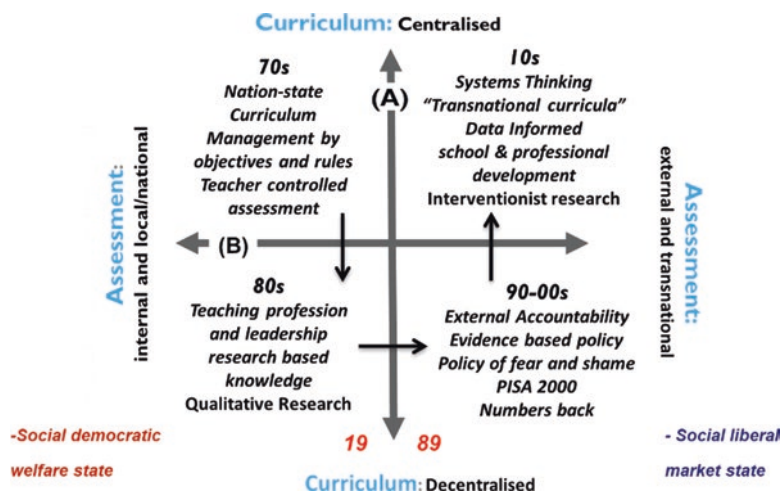 Curriculum: Centralised
70s
Nation-state
Curriculum
Management by
objectives and rules
Teacher controlled
assessment
(A)
10s
Systems Thinking
"Transnational curricula"
Data Informed
school & professional
development
Interventionist research
Assessment:
internal and local/national
(B)
Assessment:
external and transnational
80s
Teaching profession
and leadership
research based
knowledge
Qualitative Research
90-00s
External Accountability
Evidence based policy
Policy of fear and shame
PISA 2000
Numbers back
-Social democratic
welfare state
19 89
- Social liberal
market state
Curriculum: Decentralised